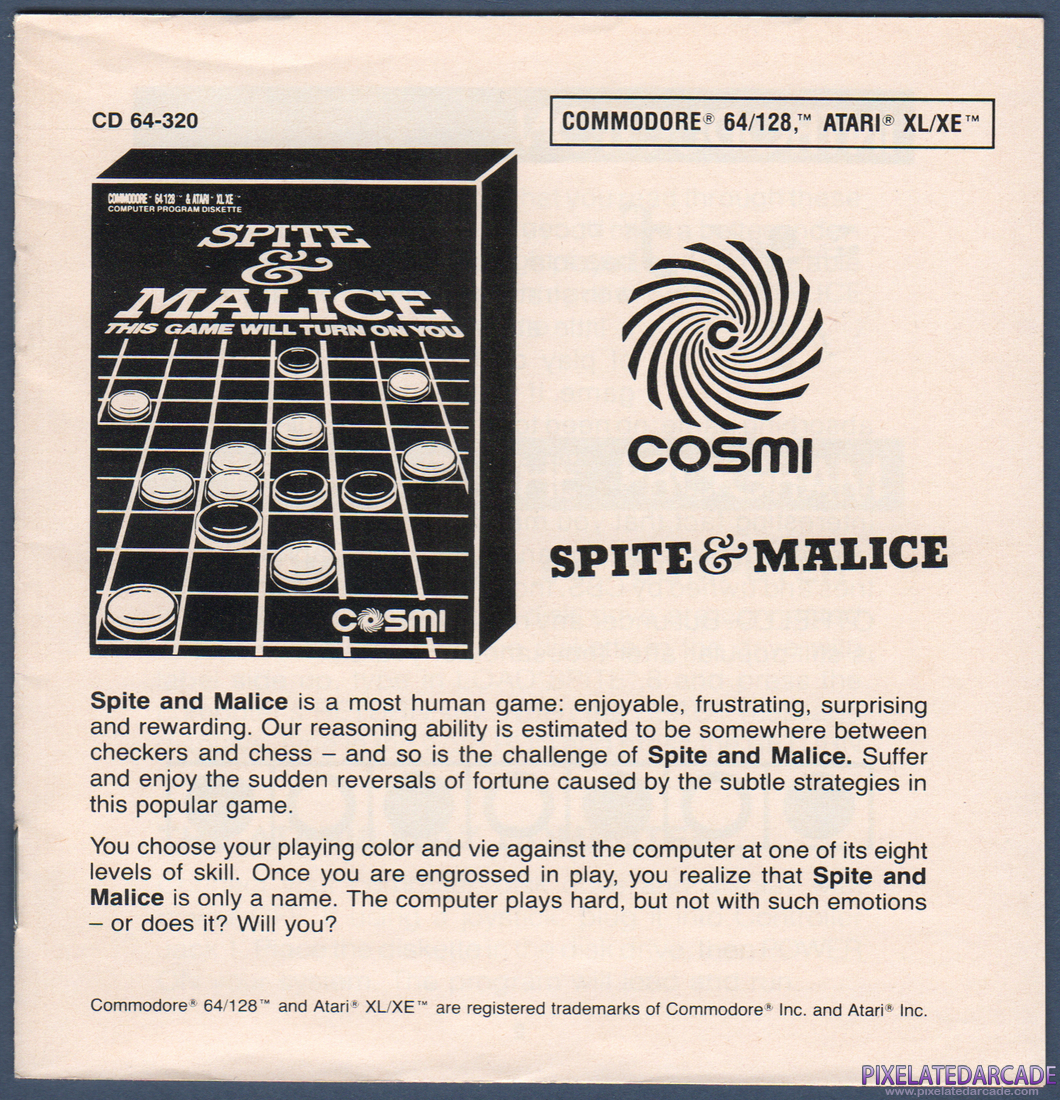 CD 64-320
COMMODORE® 64/128,™ ATARI® XL/XE™
COMMODORE™ 64 128™ & ATARI™ XL XE™
COMPUTER PROGRAM DISKETTE
SPITE
&
MALICE
THIS GAME WILL TURN ON YOU
COSMI
C
COSMI
SPITE & MALICE
Spite and Malice is a most human game: enjoyable, frustrating, surprising
and rewarding. Our reasoning ability is estimated to be somewhere between
checkers and chess – and so is the challenge of Spite and Malice. Suffer
and enjoy the sudden reversals of fortune caused by the subtle strategies in
this popular game.
You choose your playing color and vie against the computer at one of its eight
levels of skill. Once you are engrossed in play, you realize that Spite and
Malice is only a name. The computer plays hard, but not with such emotions
– or does it? Will you?
Commodore® 64/128™ and Atari® XL/XE™ are registered trademarks of Commodore® Inc. and Atari® Inc.
PIXELATEDARCADE
www.pixelatedarcade.com